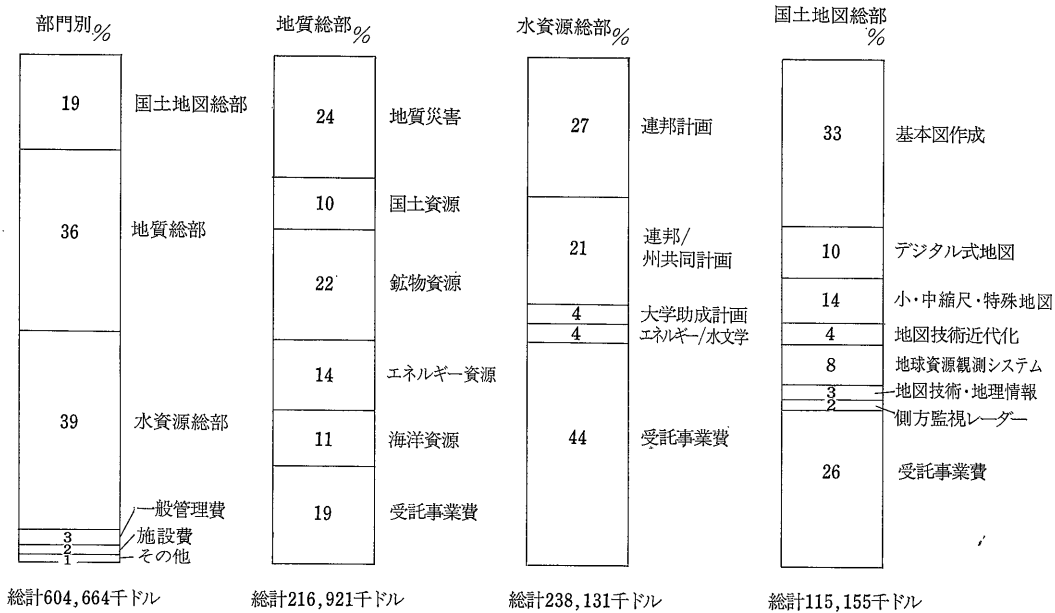 部門別%
19 国土地図総部
36 地質総部
39 水資源総部
3 一般管理費
2 施設費
1 その他
総計604,664千ドル
地質総部%
24 地質災害
10 国土資源
22 鉱物資源
14 エネルギー資源
11 海洋資源
19 受託事業費
総計216,921千ドル
水資源総部%
27 連邦計画
21 連邦/
州共同計画
4 大学助成計画
4 エネルギー/水文学
44 受託事業費
総計238,131千ドル
国土地図総部
%
33 基本図作成
10 デジタル式地図
14 小・中縮尺・特殊地図
4 地図技術近代化
8 地球資源観測システム
3 地図技術・地理情報
2 側方監視レーダー
26 受託事業費
総計115,155千ドル